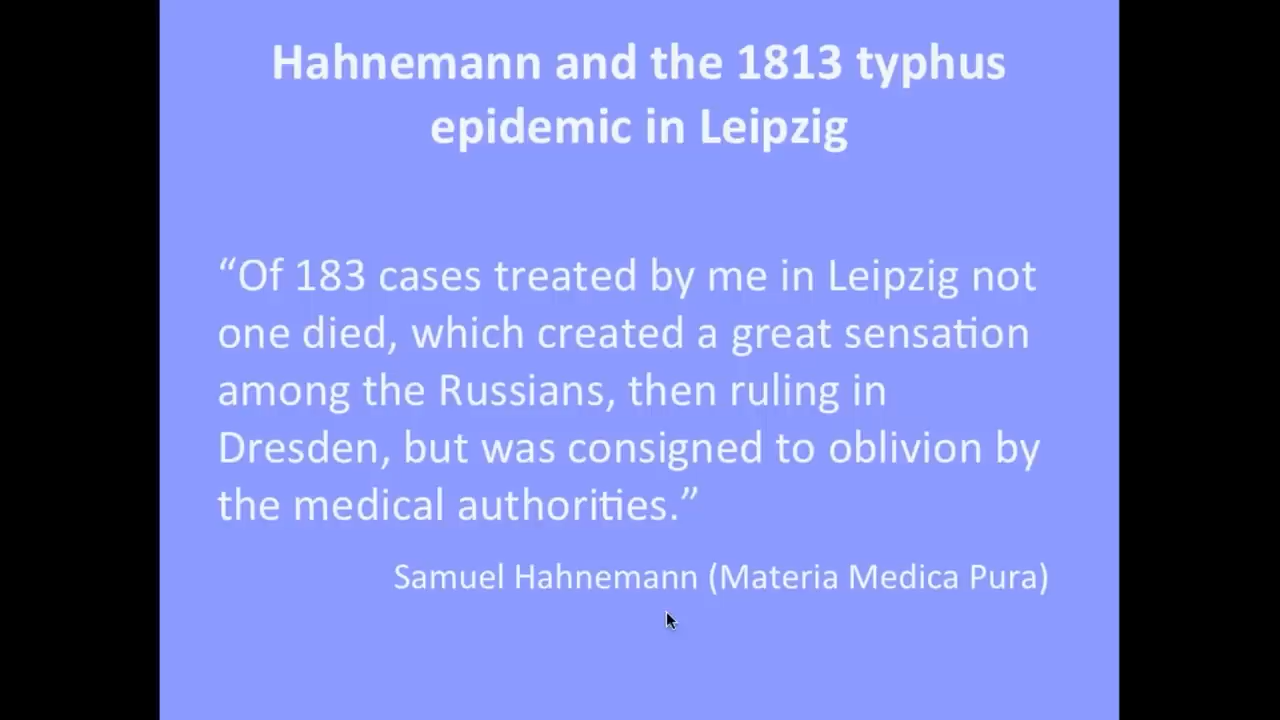 Hahnemann and the 1813 typhus
epidemic in Leipzig
“Of 183 cases treated by me in Leipzig not
one died, which created a great sensation
among the Russians, then ruling in
Dresden, but was consigned to oblivion by
the medical authorities.”
Samuel Hahnemann (Materia Medica Pura)